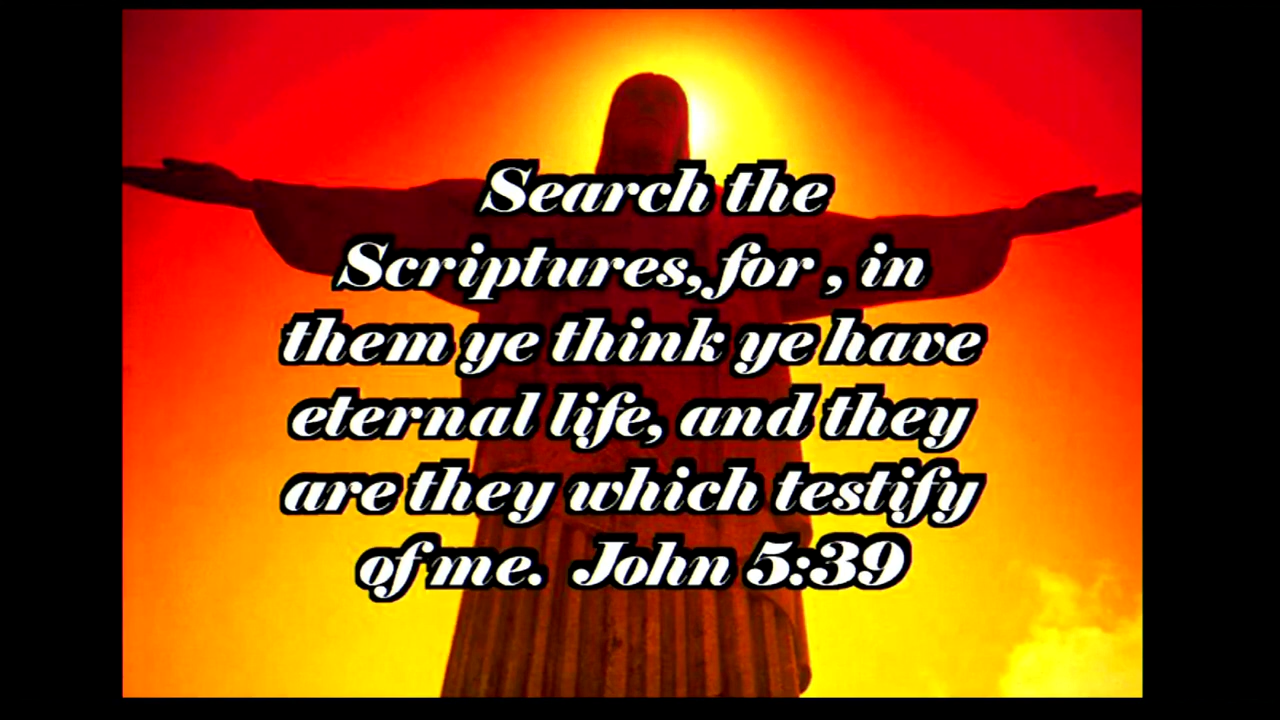 Search the
Scriptures, for , in
them ye think ye have
eternal life, and they
are they which testify
of me. John 5:39